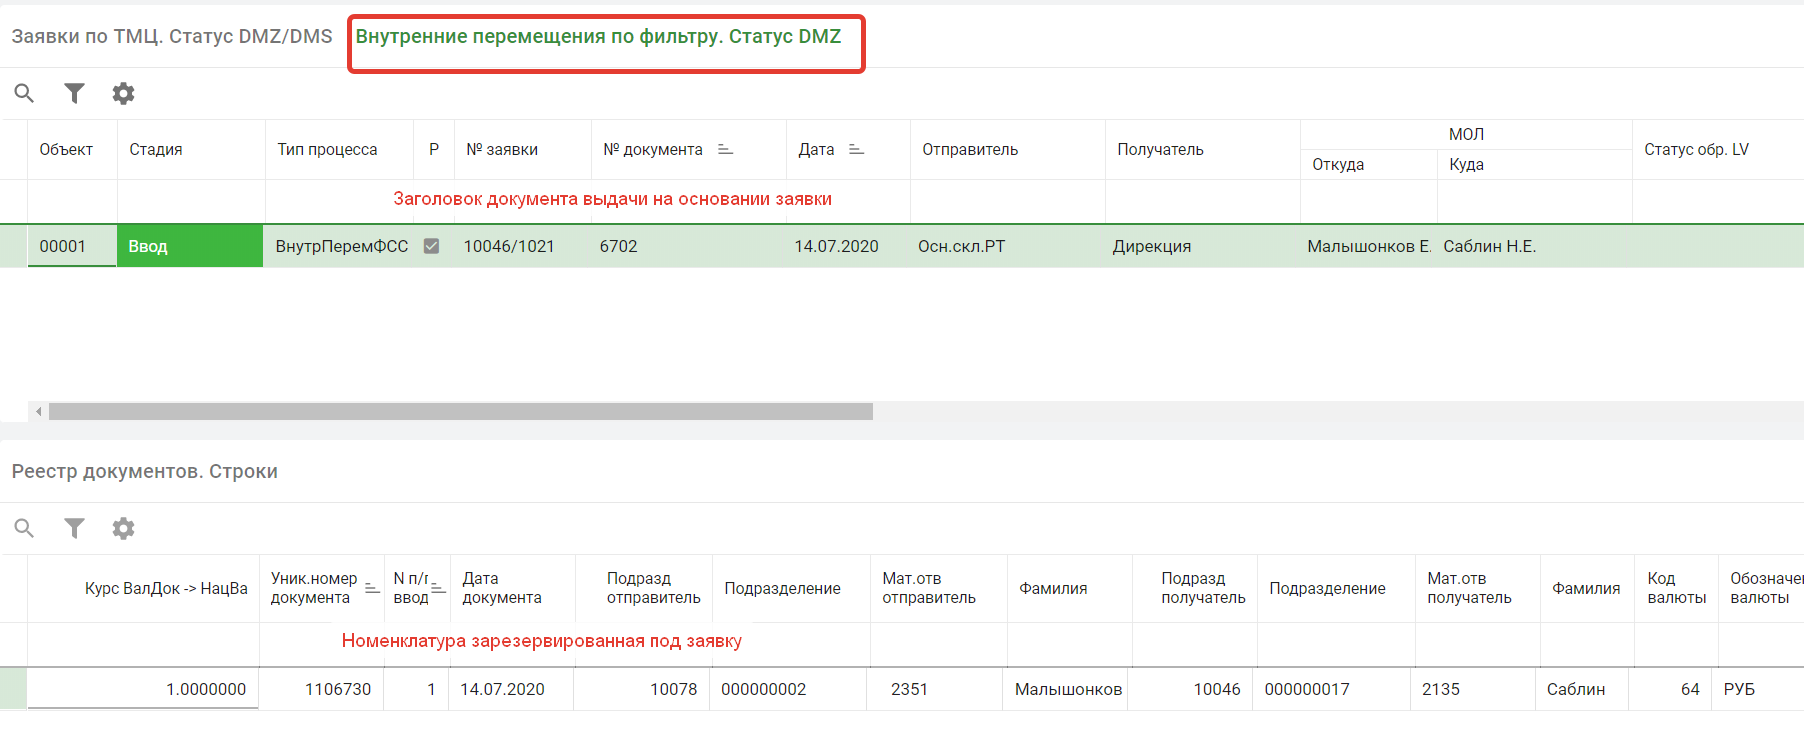 Заявки по ТМЦ. Статус DMZ/DMS Внутренние перемещения по фильтру. Статус DMZ
МОЛ
Объект Стадия Тип процесса Р № заявки № документа Дата Отправитель Получатель Откуда Куда Статус обр. LV
Заголовок документа выдачи на основании заявки
00001 Ввод ВнутрПеремФСС 10046/1021 6702 14.07.2020 Осн.скл.РТ Дирекция Малышонков Е. Саблин Н.Е.
Реестр документов. Строки
Курс ВалДок -> НацВа Уник.номер документа N п/г ввод Дата документа Подразд отправитель Подразделение Мат.отв отправитель Фамилия Подразд получатель Подразделение Мат.отв получатель Фамилия Код валюты Обозначе валюты
Номенклатура зарезервированная под заявку
1.0000000 1106730 1 14.07.2020 10078 000000002 2351 Малышонков 10046 000000017 2135 Саблин 64 РУБ